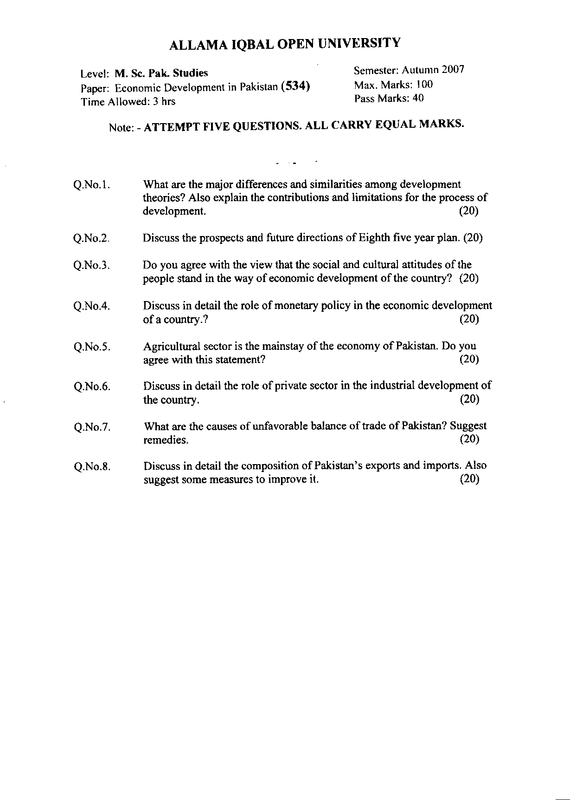 ALLAMA IQBAL OPEN UNIVERSITY
Level: M. Sc. Pak. Studies
Semester: Autumn 2007
Paper: Economic Development in Pakistan (534)
Max. Marks: 100
Time Allowed: 3 hrs
Pass Marks: 40
Note: - ATTEMPT FIVE QUESTIONS. ALL CARRY EQUAL MARKS.
Q.No.1. What are the major differences and similarities among development
theories? Also explain the contributions and limitations for the process of
development. (20)
Q.No.2. Discuss the prospects and future directions of Eighth five year plan. (20)
Q.No.3. Do you agree with the view that the social and cultural attitudes of the
people stand in the way of economic development of the country? (20)
Q.No.4. Discuss in detail the role of monetary policy in the economic development
of a country.? (20)
Q.No.5. Agricultural sector is the mainstay of the economy of Pakistan. Do you
agree with this statement? (20)
Q.No.6. Discuss in detail the role of private sector in the industrial development of
the country. (20)
Q.No.7. What are the causes of unfavorable balance of trade of Pakistan? Suggest
remedies. (20)
Q.No.8. Discuss in detail the composition of Pakistan's exports and imports. Also
suggest some measures to improve it. (20)